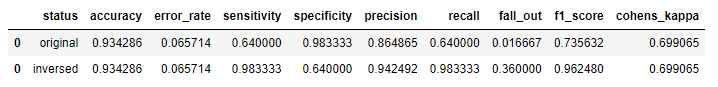 status accuracy error_rate sensitivity specificity precision recall fall_out f1_score cohens_kappa
0 original 0.934286 0.065714 0.640000 0.983333 0.864865 0.640000 0.016667 0.735632 0.699065
0 inversed 0.934286 0.065714 0.983333 0.640000 0.942492 0.983333 0.360000 0.962480 0.699065